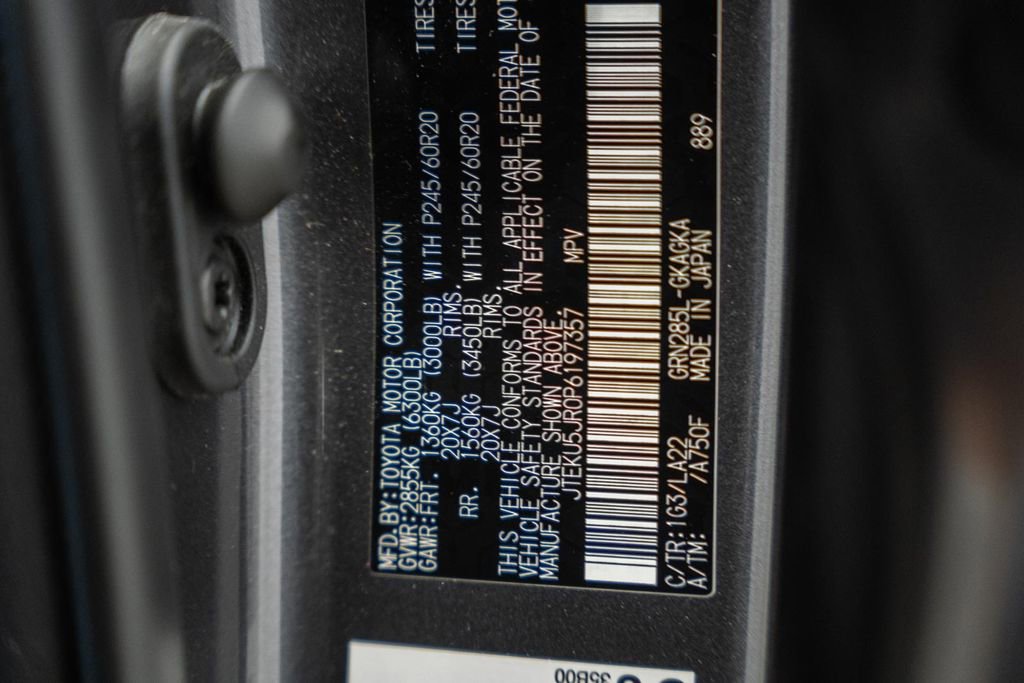 MFD.BY:TOYOTA MOTOR CORPORATION
GVWR:2855KG (6300LB)
GAWR:FRT. 1360KG (3000LB) WITH P245/60R20 TIRES
20X7J RIMS.
RR. 1560KG (3450LB) WITH P245/60R20 TIRES
20X7J RIMS.
THIS VEHICLE CONFORMS TO ALL APPLICABLE FEDERAL MOT
VEHICLE SAFETY STANDARDS IN EFFECT ON THE DATE OF
MANUFACTURE SHOWN ABOVE.
JTEKU5JR0P6197357 MPV
C/TR:1G3/LA22 GRN285L-GKAGKA 889
A/TM: /A750F MADE IN JAPAN
35B00